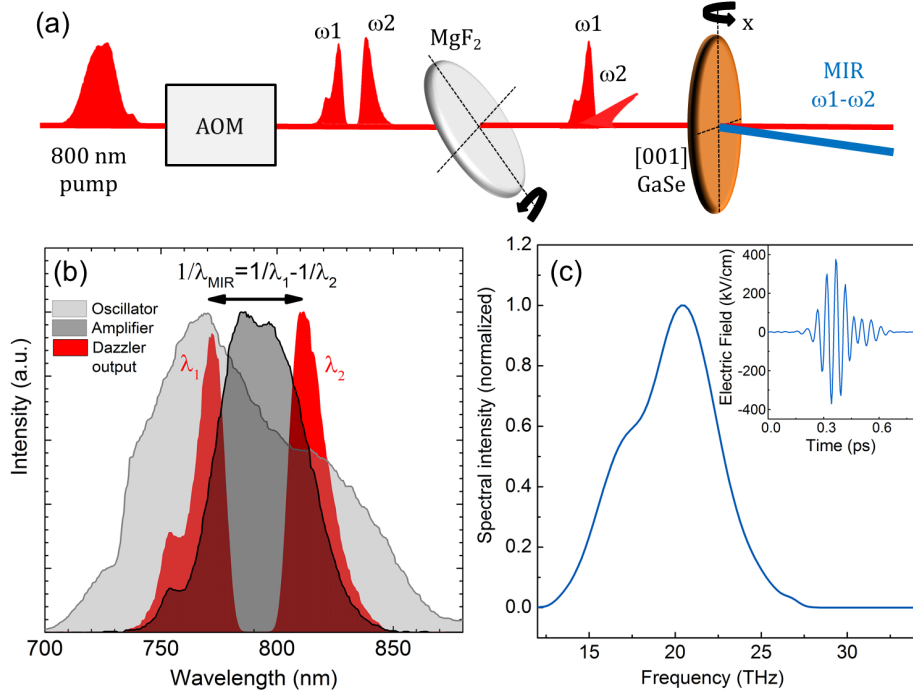 (a)
ω1
ω2
MgF₂
ω1
ω2
x
MIR
ω1-ω2
AOM
800 nm
pump
[001]
GaSe
(b)
1/λMIR=1/λ₁-1/λ₂
Oscillator
Amplifier
Dazzler
output
λ₁
λ₂
Intensity (a.u.)
700
750
800
850
Wavelength (nm)
(c)
Spectral intensity (normalized)
1.2
1.0
0.8
0.6
0.4
0.2
0.0
15
20
25
30
Frequency (THz)
Electric Field (kV/cm)
400
200
0
-200
-400
0.0
0.3
0.6
Time (ps)